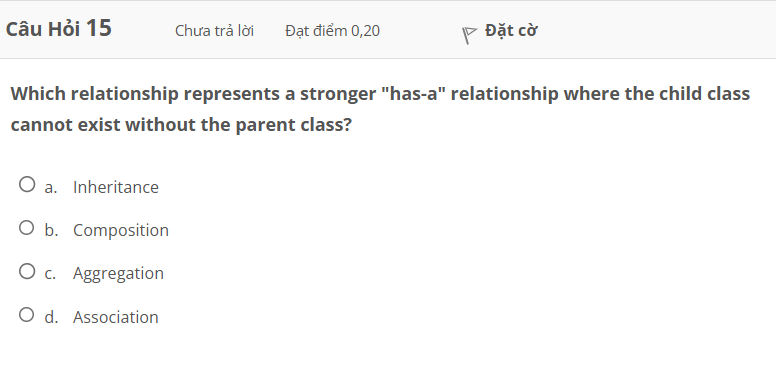 Câu Hỏi 15 Chưa trả lời Đạt điểm 0,20 Đặt cờ
Which relationship represents a stronger "has-a" relationship where the child class
cannot exist without the parent class?
a. Inheritance
b. Composition
c. Aggregation
d. Association